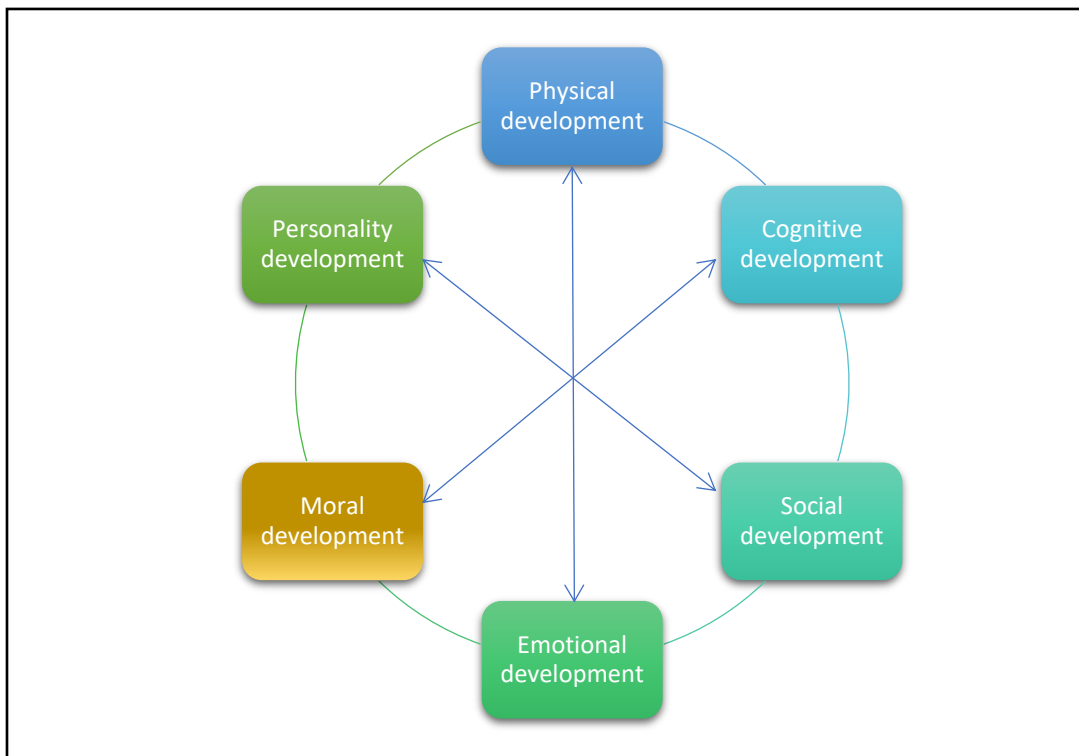 Physical
development
Cognitive
development
Social
development
Emotional
development
Moral
development
Personality
development